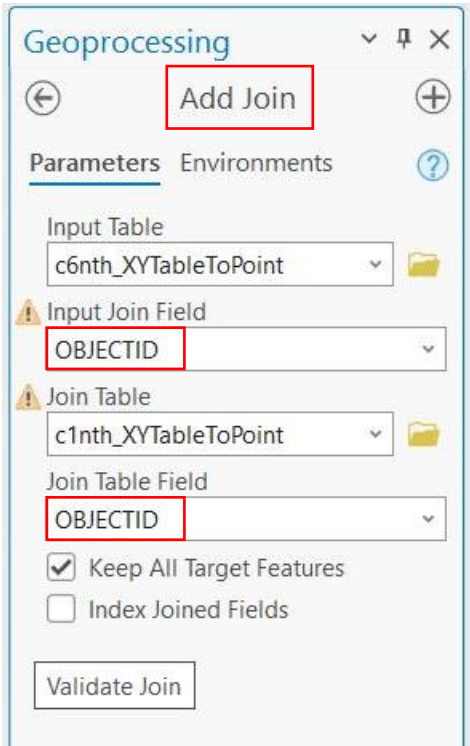 Geoprocessing
Add Join
Parameters Environments
Input Table
c6nth_XYTableToPoint
Input Join Field
OBJECTID
Join Table
c1nth_XYTableToPoint
Join Table Field
OBJECTID
Keep All Target Features
Index Joined Fields
Validate Join